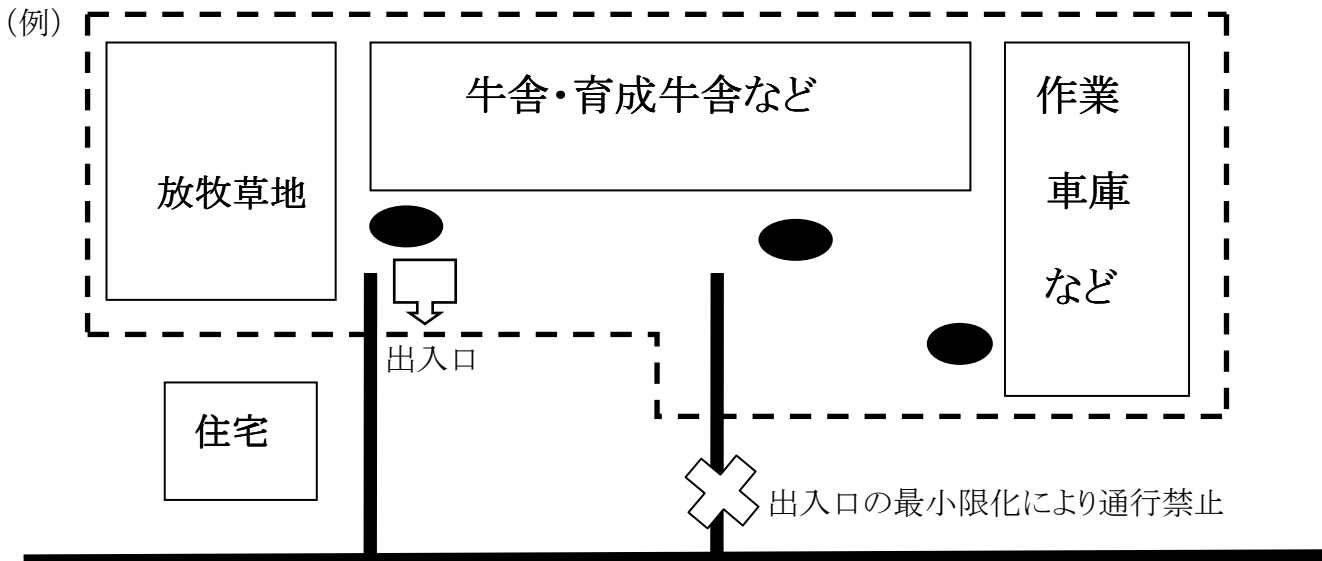 (例)
牛舎・育成牛舎など
作業
車庫
など
放牧草地
出入口
住宅
出入口の最小限化により通行禁止